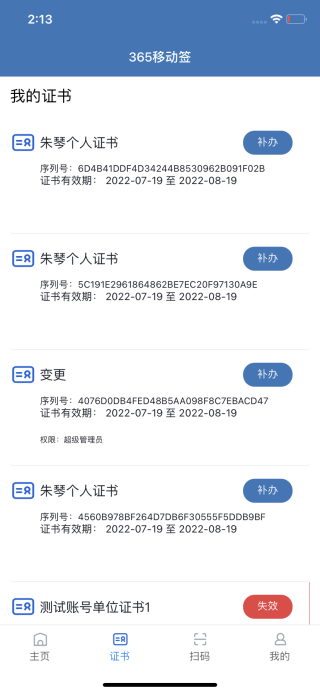 2:13
365移动签
我的证书
朱琴个人证书
补办
序列号：6D4B41DDF4D34244B8530962B091F02B
证书有效期： 2022-07-19 至 2022-08-19
朱琴个人证书
补办
序列号：5C191E2961864862BE7EC20F97130A9E
证书有效期： 2022-07-19 至 2022-08-19
变更
补办
序列号：4076D0DB4FED48B5AA098F8C7EBACD47
证书有效期： 2022-07-19 至 2022-08-19
权限：超级管理员
朱琴个人证书
补办
序列号：4560B978BF264D7DB6F30555F5DDB9BF
证书有效期： 2022-07-19 至 2022-08-19
测试账号单位证书1
失效
主页
证书
扫码
我的